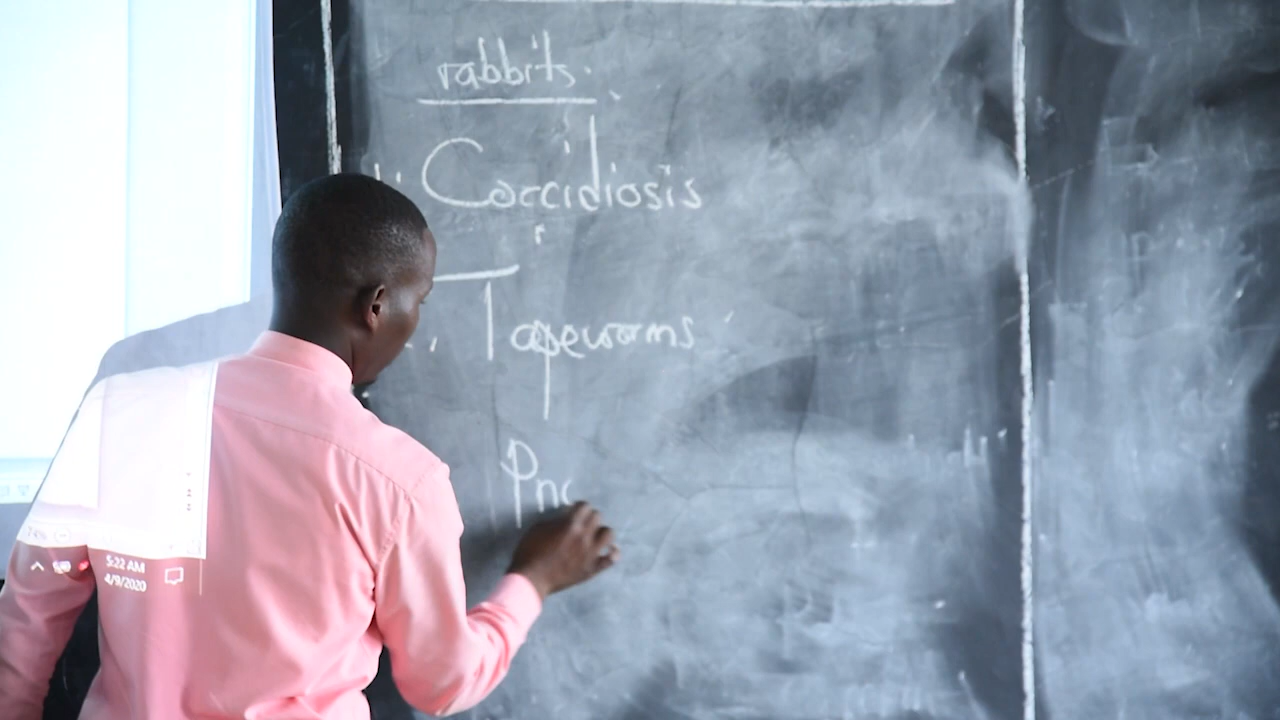 rabbits.
Coccidiosis
Tapeworms
Pn
5:22 AM
4/9/2020